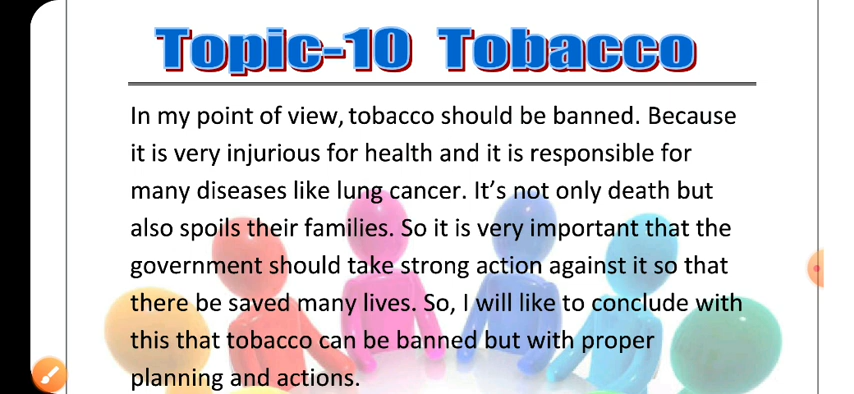 Topic-10 Tobacco
In my point of view, tobacco should be banned. Because
it is very injurious for health and it is responsible for
many diseases like lung cancer. It's not only death but
also spoils their families. So it is very important that the
government should take strong action against it so that
there be saved many lives. So, I will like to conclude with
this that tobacco can be banned but with proper
planning and actions.